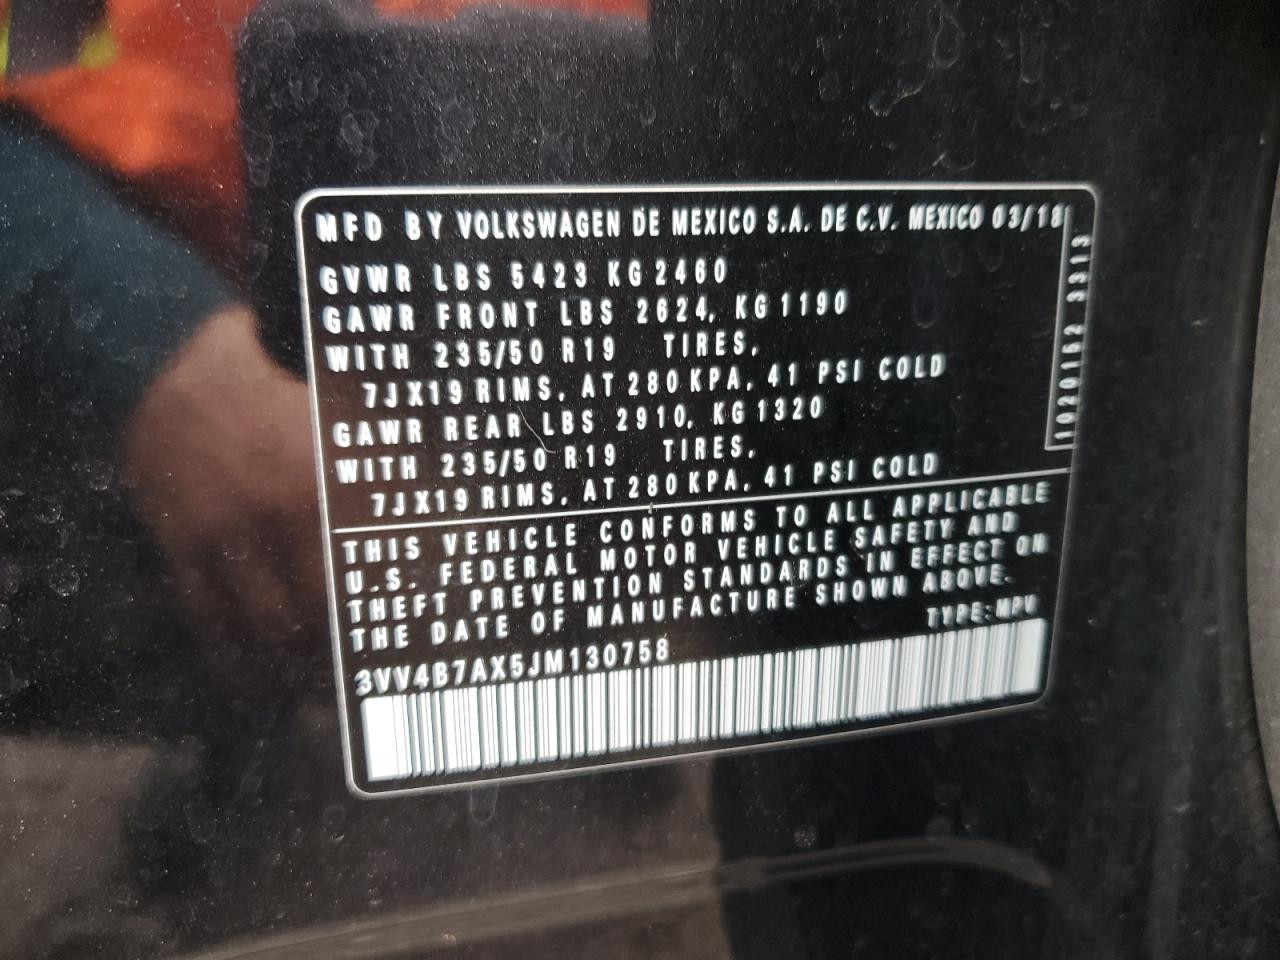 MFD BY VOLKSWAGEN DE MEXICO S.A. DE C.V. MEXICO 03/18
GVWR LBS 5423 KG 2460
GAWR FRONT LBS 2624, KG 1190
WITH 235/50 R19 TIRES,
7JX19 RIMS, AT 280 KPA, 41 PSI COLD
GAWR REAR LBS 2910, KG 1320
WITH 235/50 R19 TIRES,
7JX19 RIMS, AT 280 KPA, 41 PSI COLD
1020162 3313
THIS VEHICLE CONFORMS TO ALL APPLICABLE
U.S. FEDERAL MOTOR VEHICLE SAFETY AND
THEFT PREVENTION STANDARDS IN EFFECT ON
THE DATE OF MANUFACTURE SHOWN ABOVE.
TYPE: MPV
3VV4B7AX5JM130758